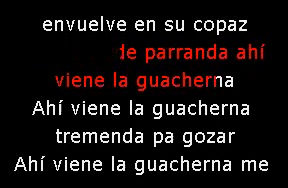 envuelve en su copaz
de parranda ahí
viene la guacherna
Ahí viene la guacherna
tremenda pa gozar
Ahí viene la guacherna me